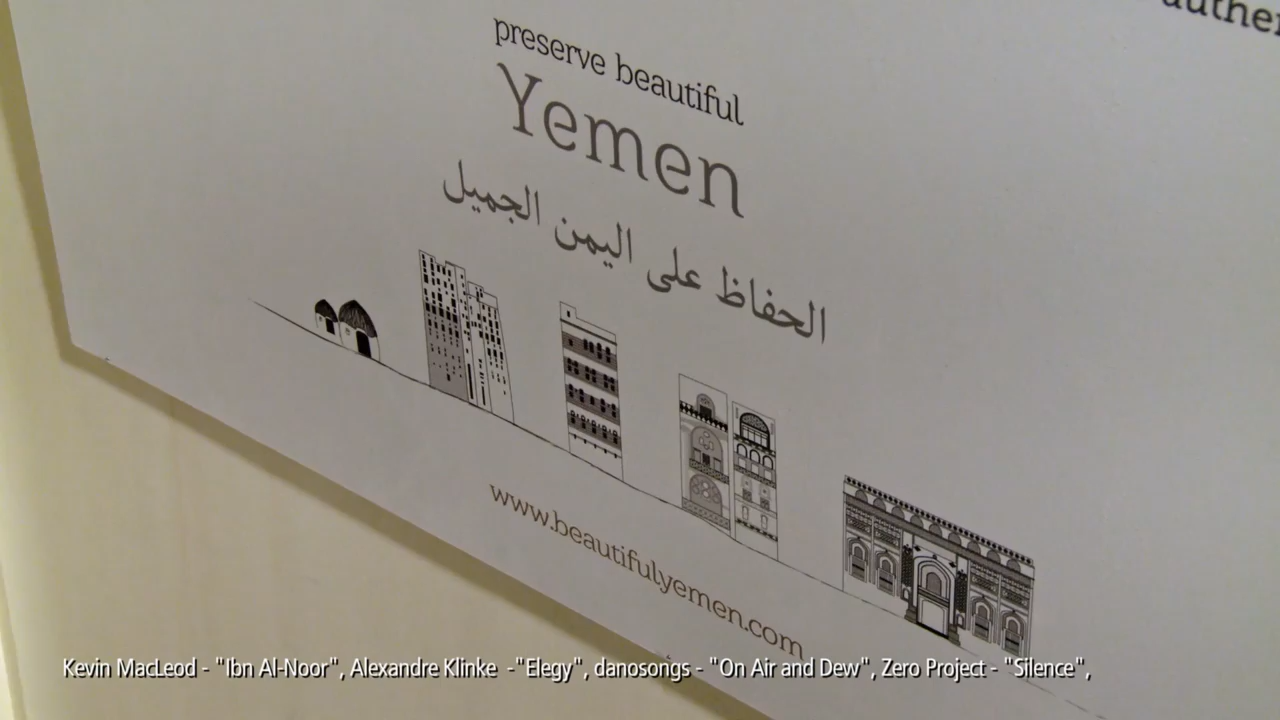 preserve beautiful
Yemen
الحفاظ على اليمن الجميل
www.beautifulyemen.com
Kevin MacLeod - "Ibn Al-Noor", Alexandre Klinke -"Elegy", danosongs - "On Air and Dew", Zero Project - "Silence",